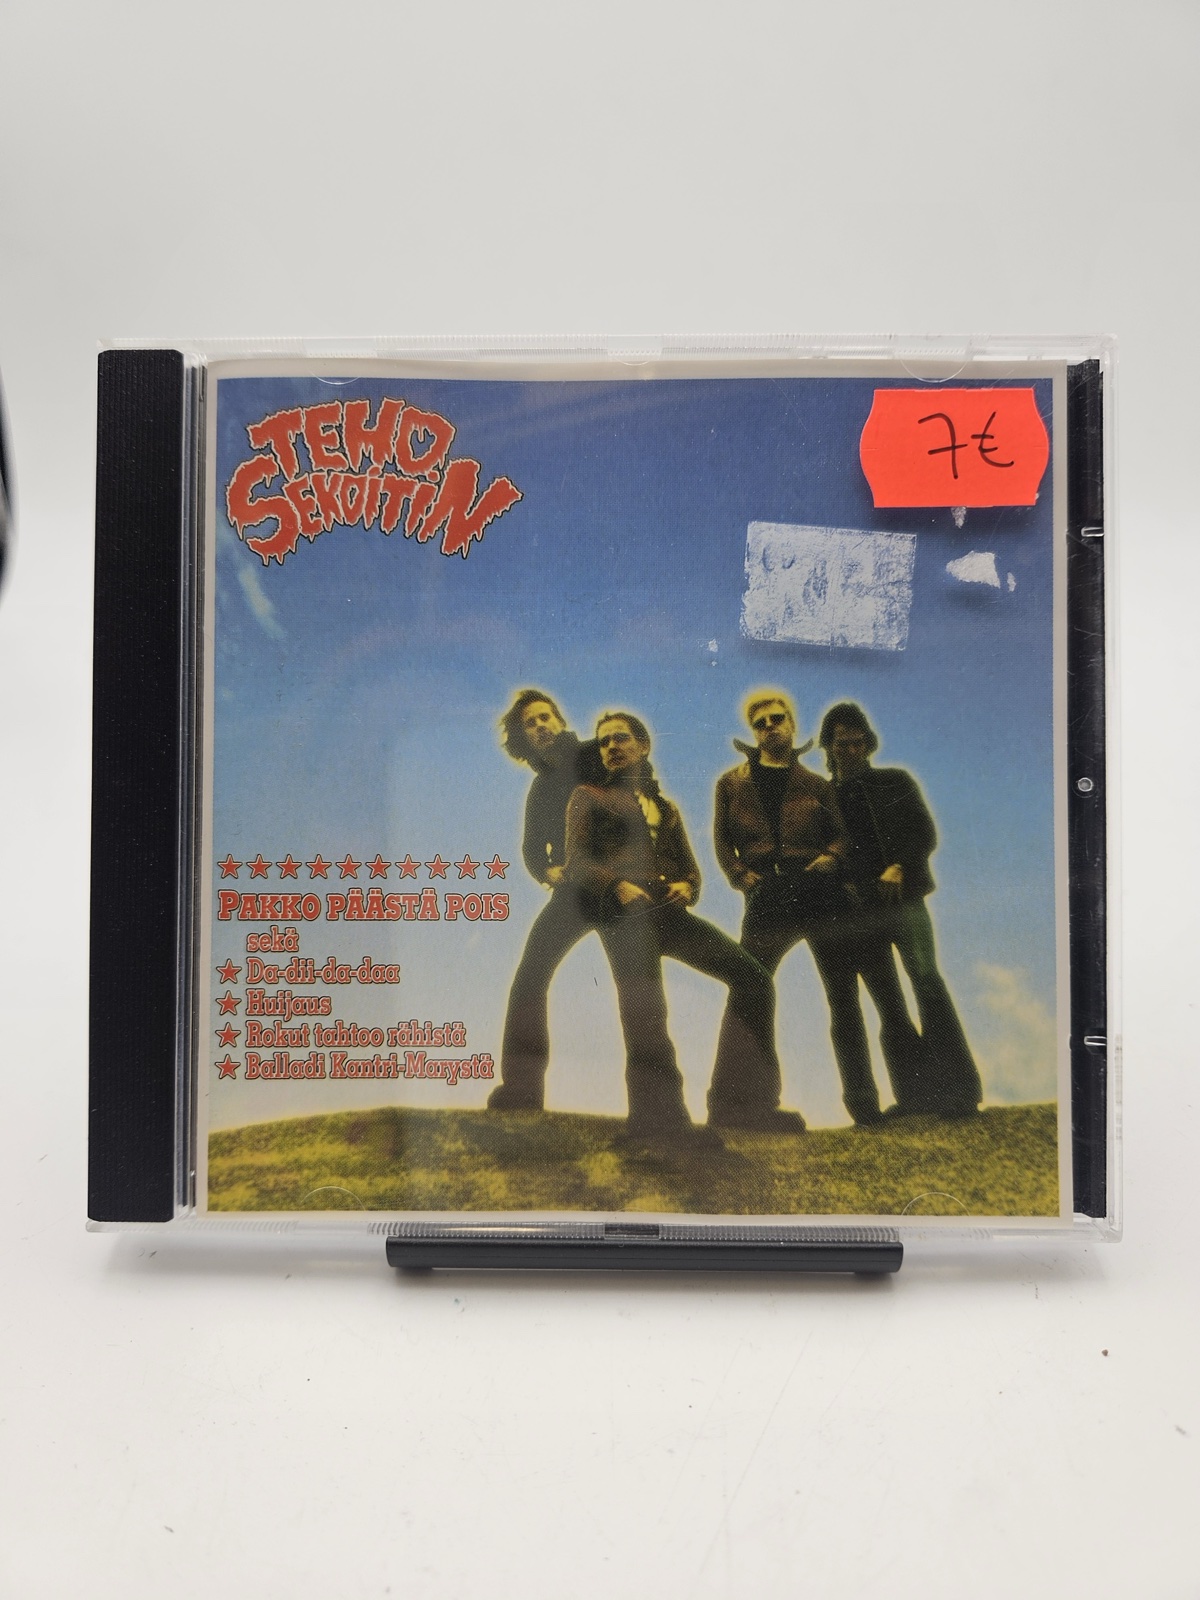 TEHO
SEKOITIN
7€
PAKKO PÄÄSTÄ POIS
sekä
Da-dii-da-daa
Huijaus
Rokut tahtoo rähistä
Balladi Kantri-Marystä